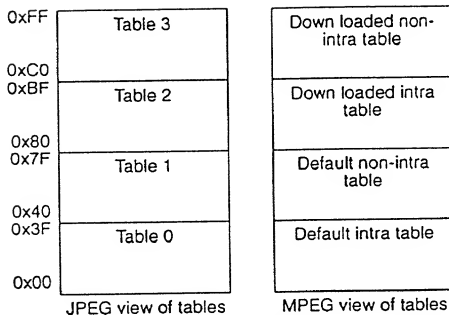 0xFF
Table 3
Down loaded non-
intra table
0xC0
0xBF
Table 2
Down loaded intra
table
0x80
0x7F
Table 1
Default non-intra
table
0x40
0x3F
Table 0
Default intra table
0x00
JPEG view of tables
MPEG view of tables